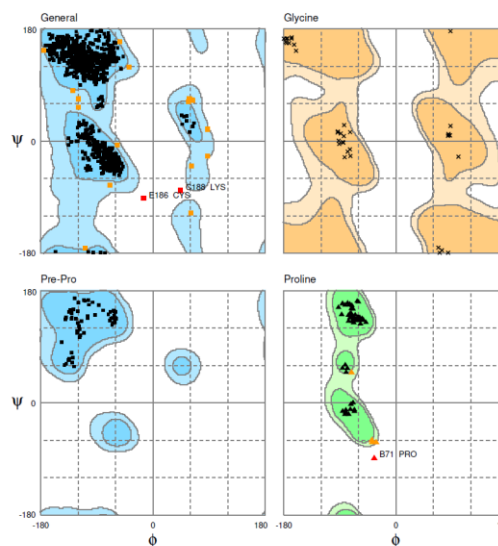 General
Glycine
180
ψ
0
E186 CYS
C188 LYS
-180
Pre-Pro
Proline
180
ψ
0
B71 PRO
-180
-180
0
180
-180
0
180
ϕ
ϕ